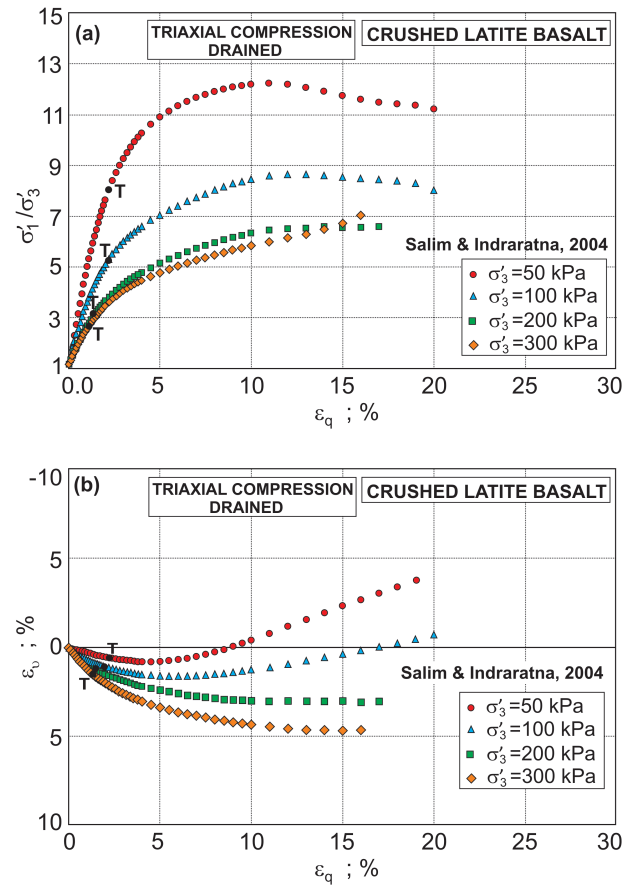 (a)
TRIAXIAL COMPRESSION
DRAINED
CRUSHED LATITE BASALT
15
13
11
9
7
5
3
1
σ′₁/σ′₃
T
T
T
T
Salim & Indraratna, 2004
σ′₃=50 kPa
σ′₃=100 kPa
σ′₃=200 kPa
σ′₃=300 kPa
0.0 5 10 15 20 25 30
ε_q ; %
(b)
TRIAXIAL COMPRESSION
DRAINED
CRUSHED LATITE BASALT
-10
5
0
5
10
ε_υ ; %
T
T
Salim & Indraratna, 2004
σ′₃=50 kPa
σ′₃=100 kPa
σ′₃=200 kPa
σ′₃=300 kPa
0 5 10 15 20 25 30
ε_q ; %